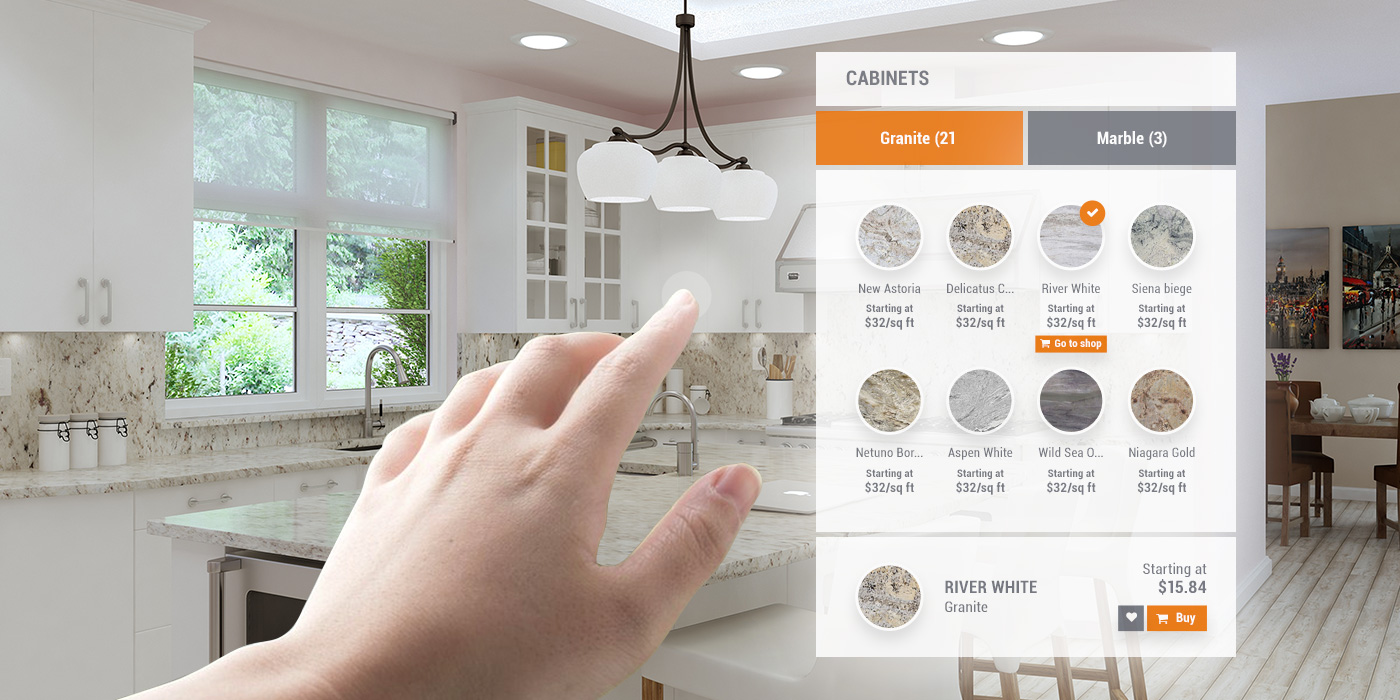 CABINETS
Granite (21
Marble (3)
New Astoria
Delicatus C...
River White
Siena biege
Starting at
$32/sq ft
Starting at
$32/sq ft
Starting at
$32/sq ft
Starting at
$32/sq ft
Go to shop
Netuno Bor...
Aspen White
Wild Sea O...
Niagara Gold
Starting at
$32/sq ft
Starting at
$32/sq ft
Starting at
$32/sq ft
Starting at
$32/sq ft
RIVER WHITE
Granite
Starting at
$15.84
Buy